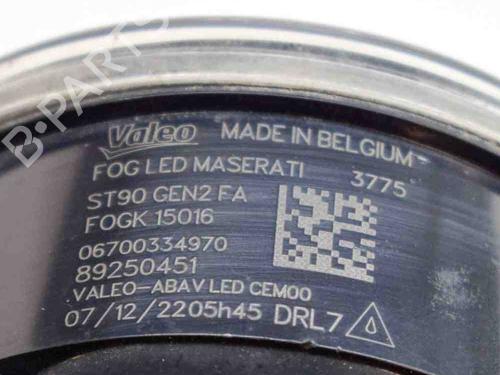 B-PARTS
Valeo MADE IN BELGIUM
FOG LED MASERATI 3775
ST90 GEN2 FA
FOGK 15016
06700334970
89250451
VALEO-ABAV LED CEM00
07/12/2205h45 DRL7